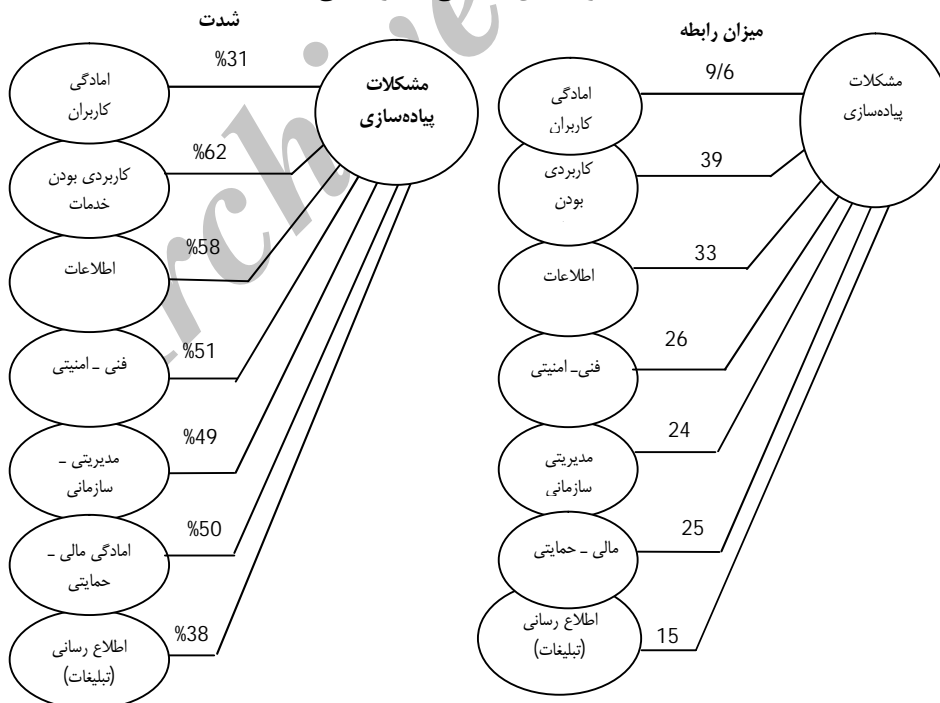 میزان رابطه
مشکلات
پیاده‌سازی
9/6
امادگی
کاربران
39
کاربردی
بودن
33
اطلاعات
26
فنی- امنیتی
24
مدیریتی
سازمانی
25
مالی - حمایتی
15
اطلاع رسانی
(تبلیغات)
شدت
مشکلات
پیاده‌سازی
%31
امادگی
کاربران
%62
کاربردی بودن
خدمات
%58
اطلاعات
%51
فنی - امنیتی
%49
مدیریتی -
سازمانی
%50
امادگی مالی -
حمایتی
%38
اطلاع رسانی
(تبلیغات)